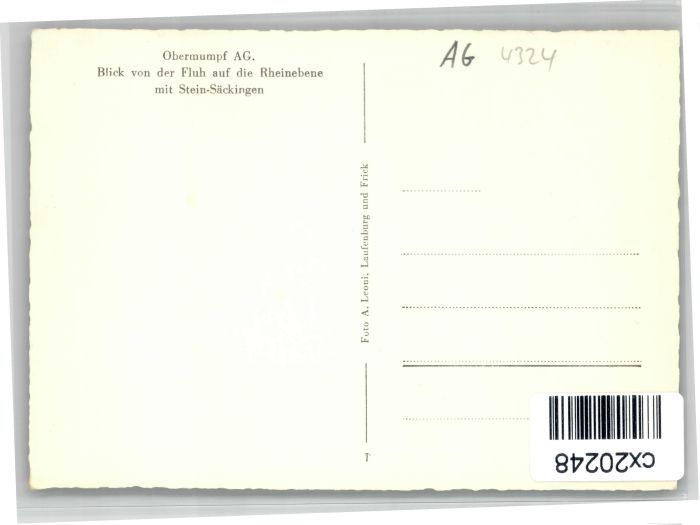 Obermumpf AG.
Blick von der Fluh auf die Rheinebene
mit Stein-Säckingen
AG 4324
Foto A. Leoni, Laufenburg und Frick
T
cx20248